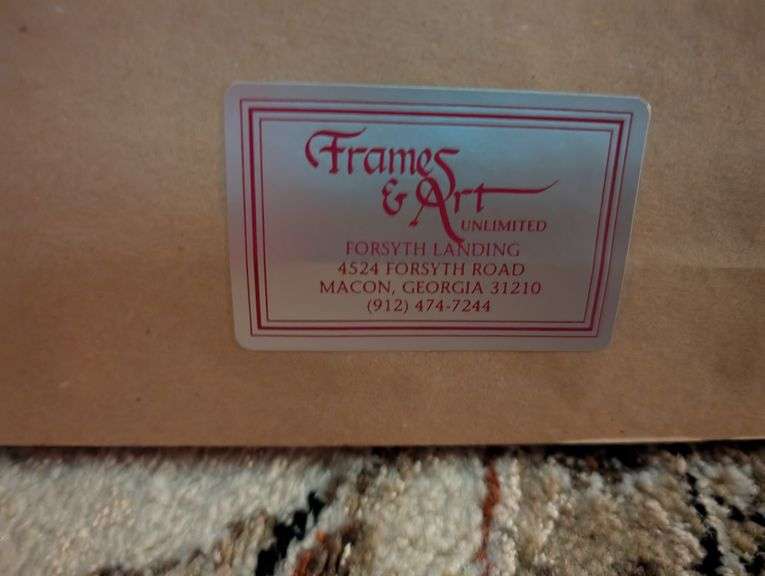 Frames
& Art
UNLIMITED
FORSYTH LANDING
4524 FORSYTH ROAD
MACON, GEORGIA 31210
(912) 474-7244